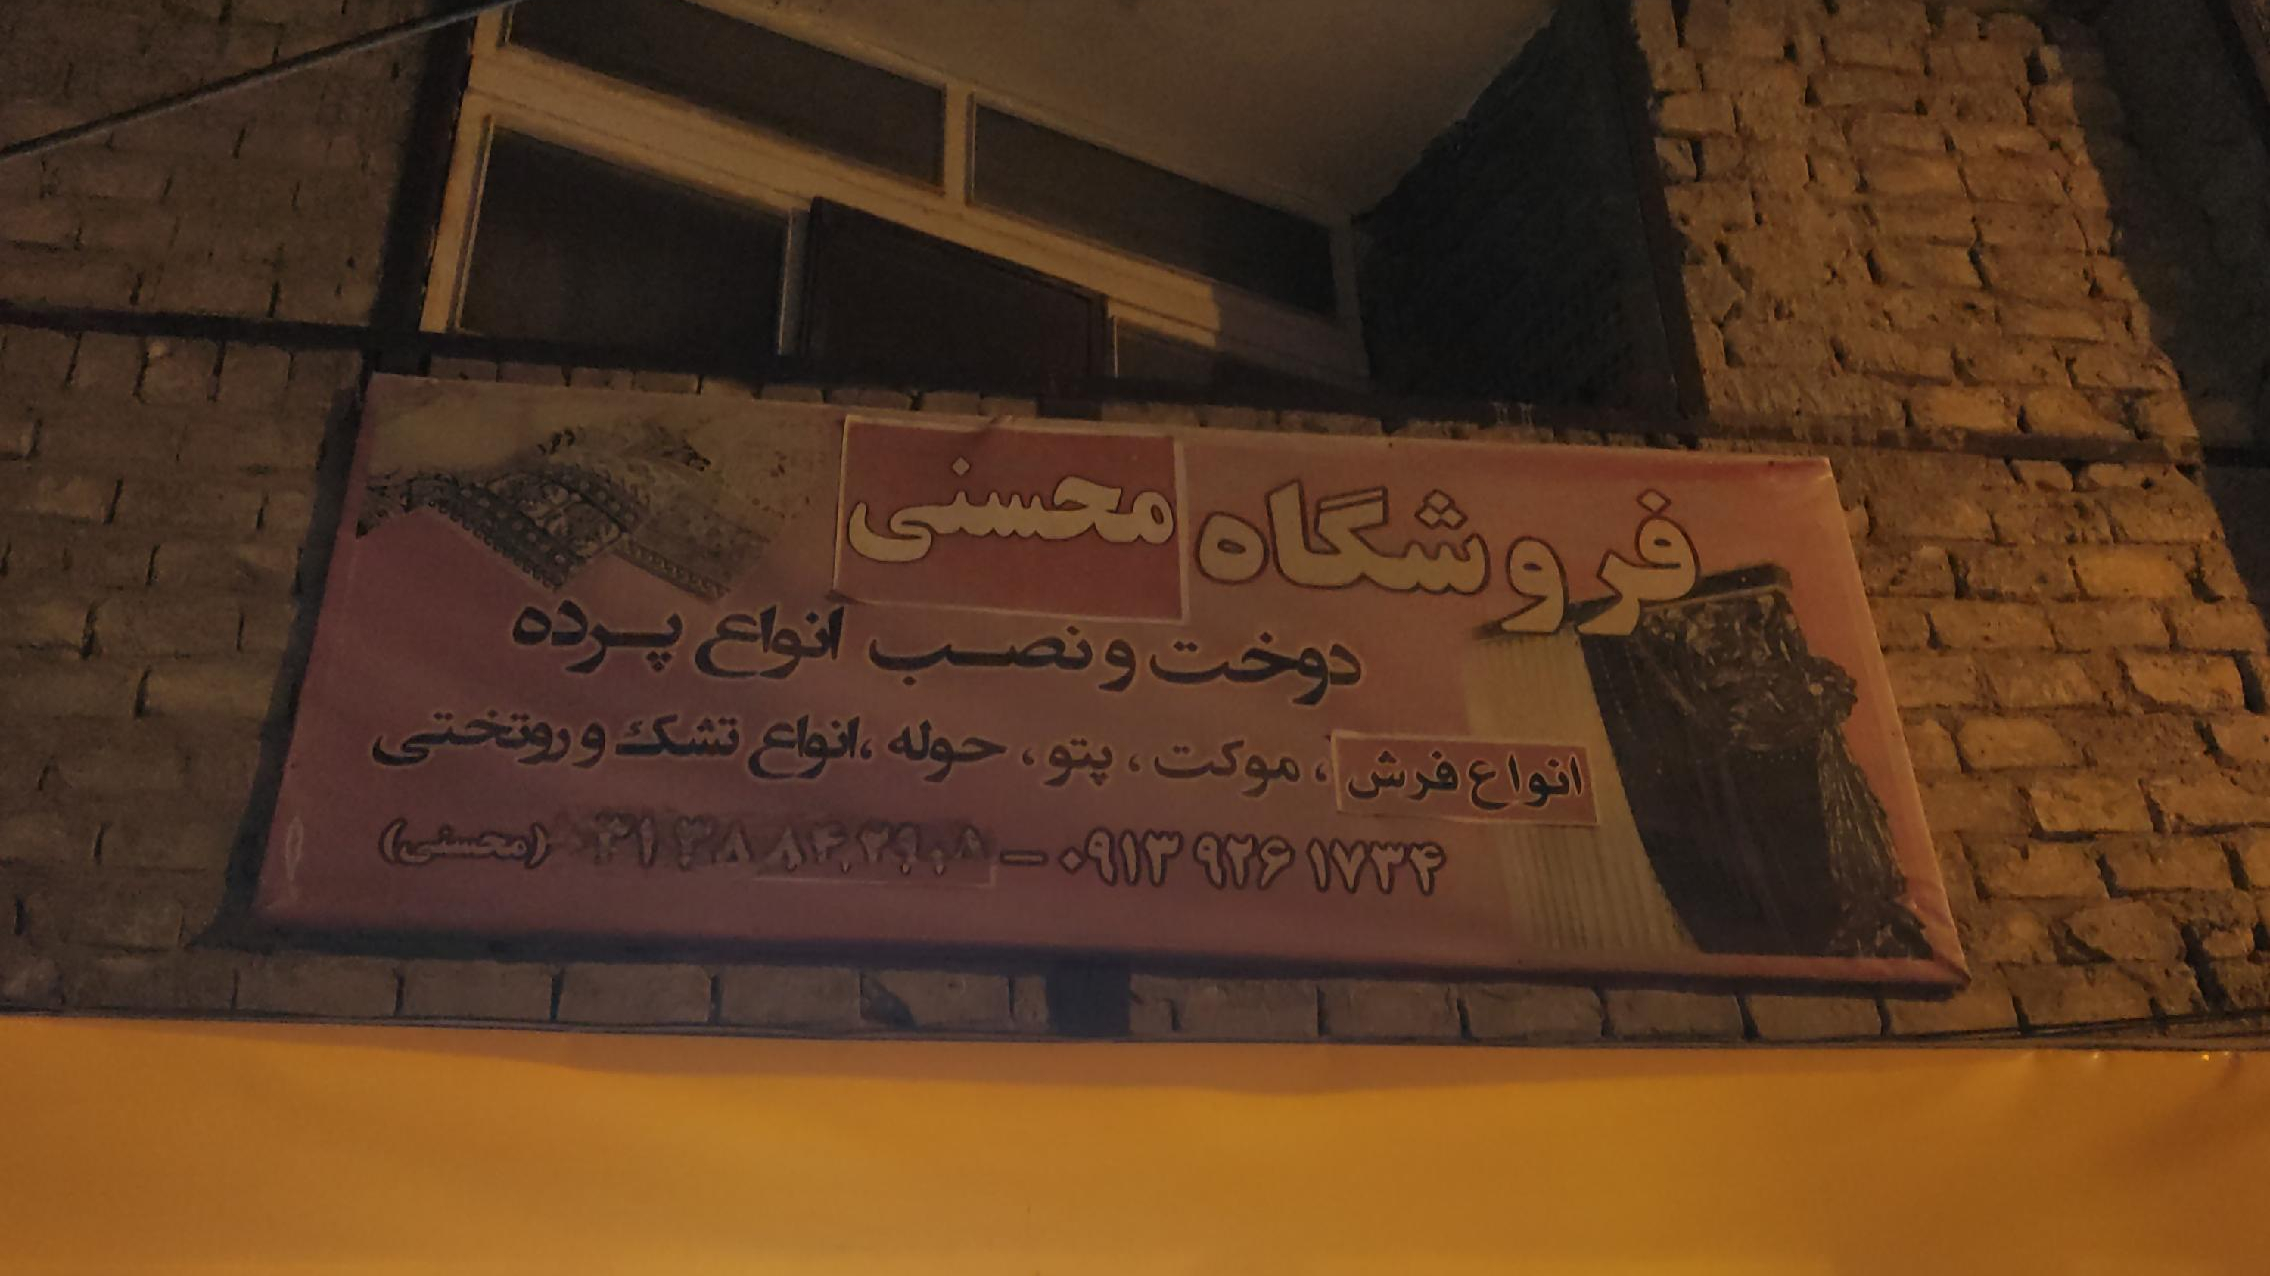 فروشگاه محسنی
دوخت و نصب انواع پرده
انواع فرش ، موکت ، پتو ، حوله ، انواع تشک و روتختی
۰۹۱۳ ۹۲۶ ۱۷۳۴ - (محسنی)